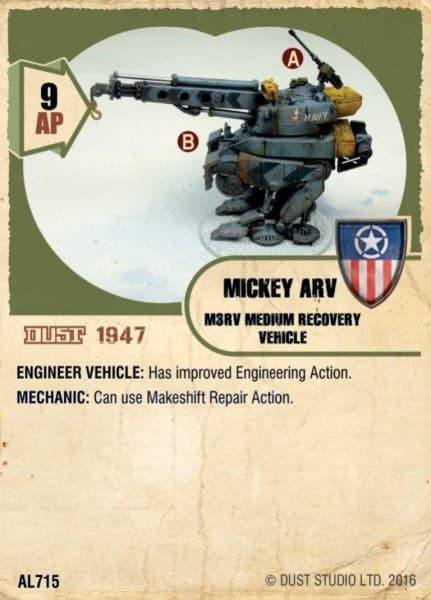 9
AP
A
B
NAVY
MICKEY ARV
M3RV MEDIUM RECOVERY
VEHICLE
DUST 1947
ENGINEER VEHICLE: Has improved Engineering Action.
MECHANIC: Can use Makeshift Repair Action.
AL715
© DUST STUDIO LTD. 2016